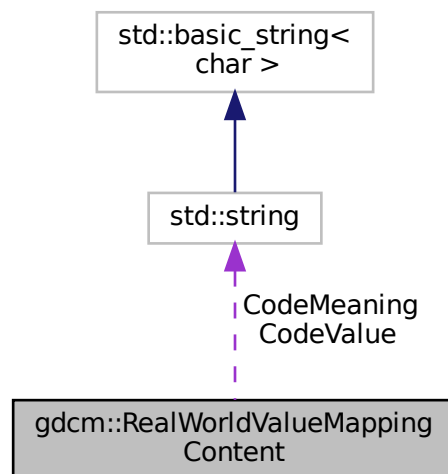 std::basic_string<
char >
std::string
CodeMeaning
CodeValue
gdcm::RealWorldValueMapping
Content